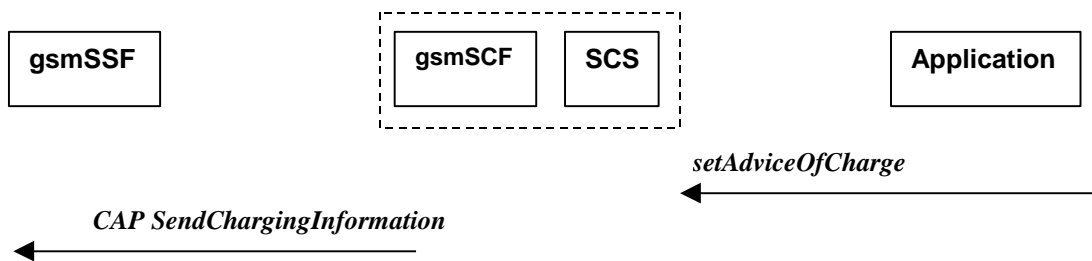 gsmSSF
gsmSCF
SCS
Application
setAdviceOfCharge
CAP SendChargingInformation